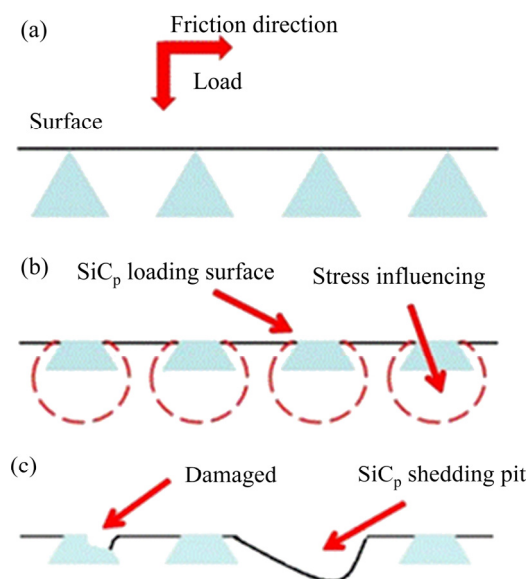 (a)
Friction direction
Load
Surface
(b)
SiCₚ loading surface
Stress influencing
(c)
Damaged
SiCₚ shedding pit